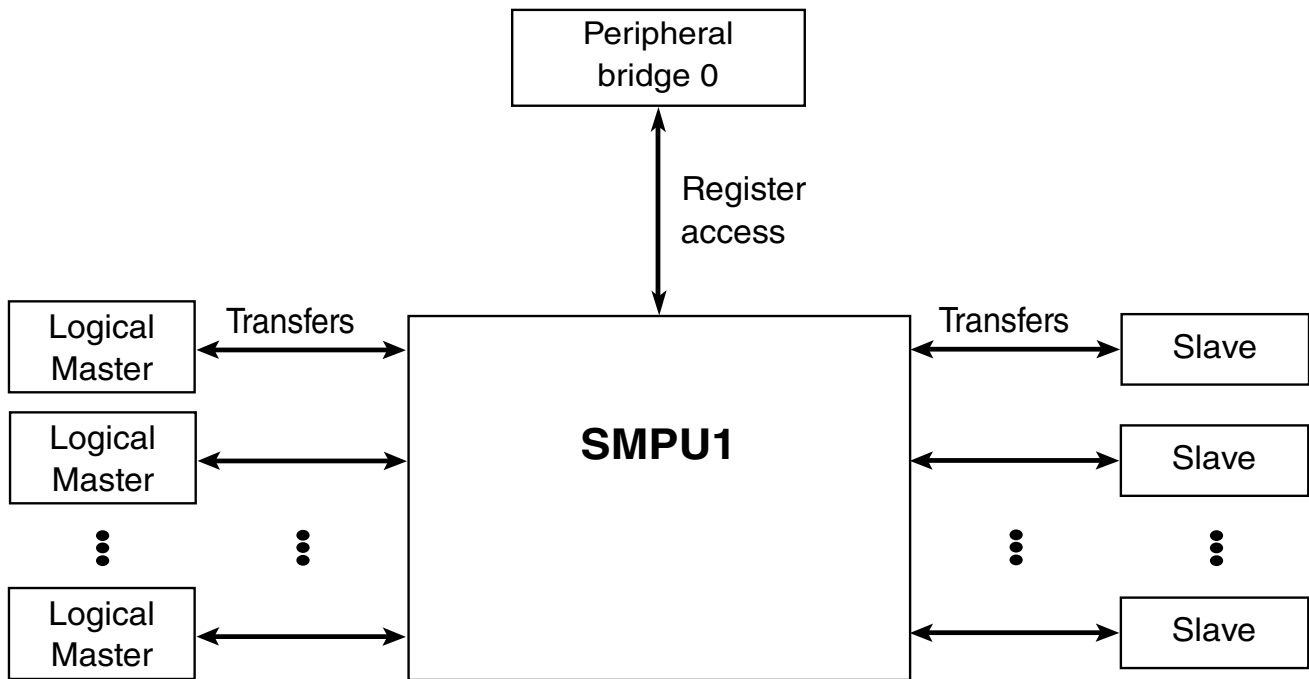 Peripheral
bridge 0
Register
access
Logical
Master
Transfers
Transfers
Slave
Logical
Master
SMPU1
Slave
Logical
Master
Slave